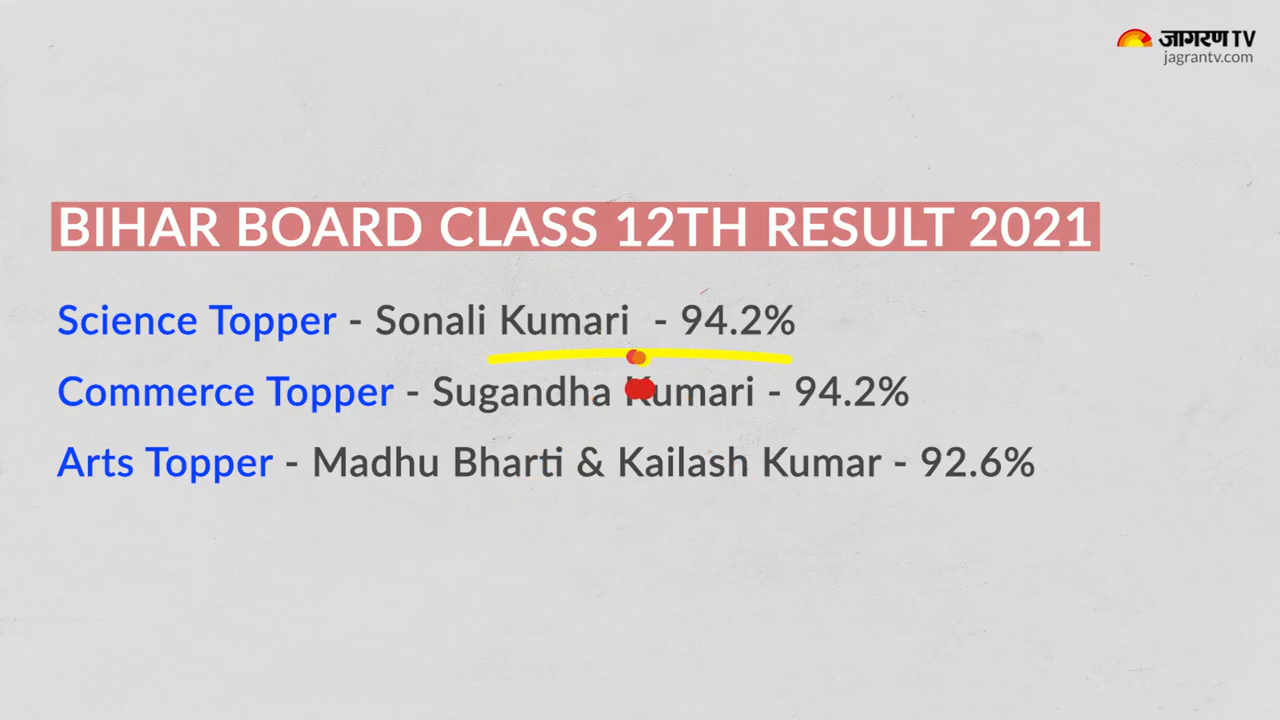 जागरण TV
jagrantv.com
BIHAR BOARD CLASS 12TH RESULT 2021
Science Topper - Sonali Kumari - 94.2%
Commerce Topper - Sugandha Kumari - 94.2%
Arts Topper - Madhu Bharti & Kailash Kumar - 92.6%